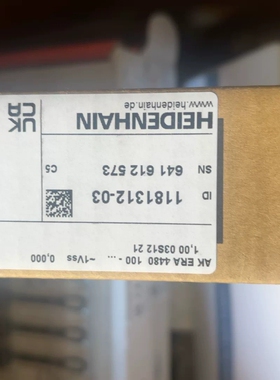 HEIDENHAIN
www.heidenhain.de
UK
CA
SN 641 612 573 C5
ID 1181312-03
AK ERA 4480 100 - ...
1,00 03S12 21
~1Vss 0,000